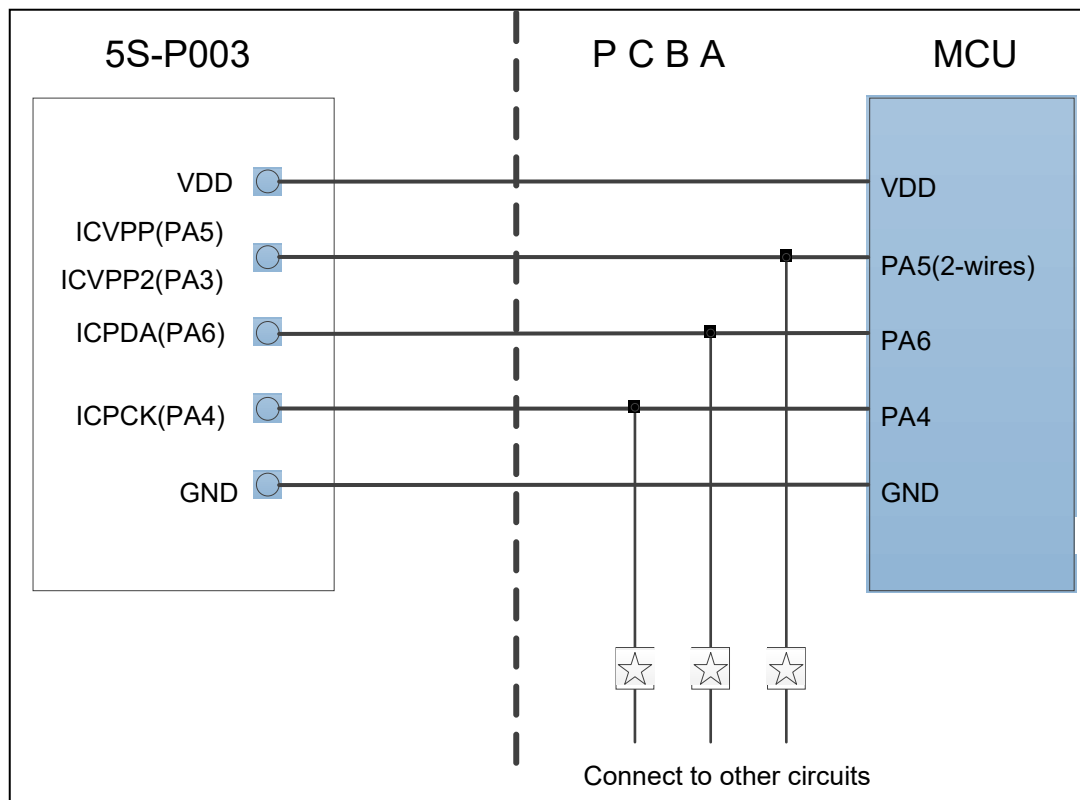 5S-P003
P C B A
MCU
VDD
VDD
ICVPP(PA5)
ICVPP2(PA3)
PA5(2-wires)
ICPDA(PA6)
PA6
ICPCK(PA4)
PA4
GND
GND
Connect to other circuits